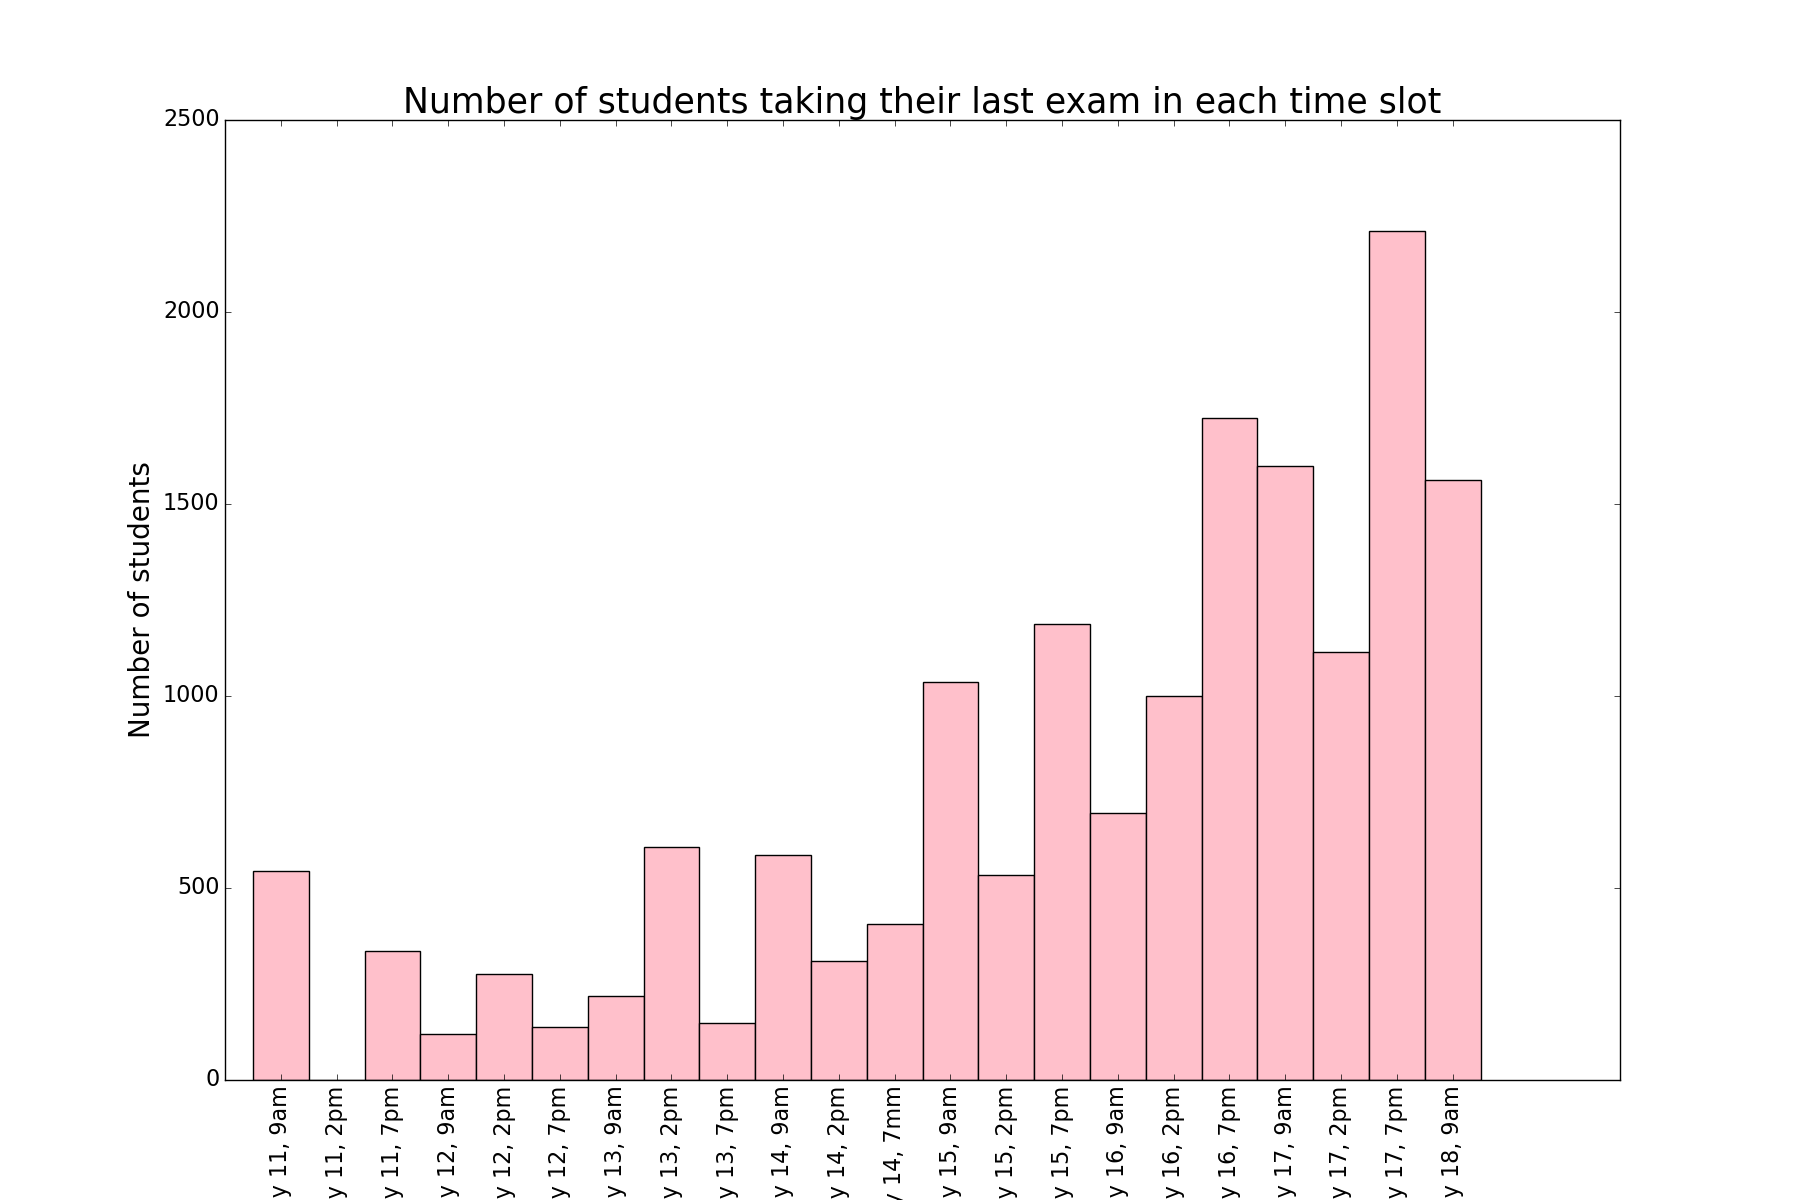 Number of students taking their last exam in each time slot
Number of students
2500
2000
1500
1000
500
0
y 11, 9am
y 11, 2pm
y 11, 7pm
y 12, 9am
y 12, 2pm
y 12, 7pm
y 13, 9am
y 13, 2pm
y 13, 7pm
y 14, 9am
y 14, 2pm
y 14, 7mm
y 15, 9am
y 15, 2pm
y 15, 7pm
y 16, 9am
y 16, 2pm
y 16, 7pm
y 17, 9am
y 17, 2pm
y 17, 7pm
y 18, 9am